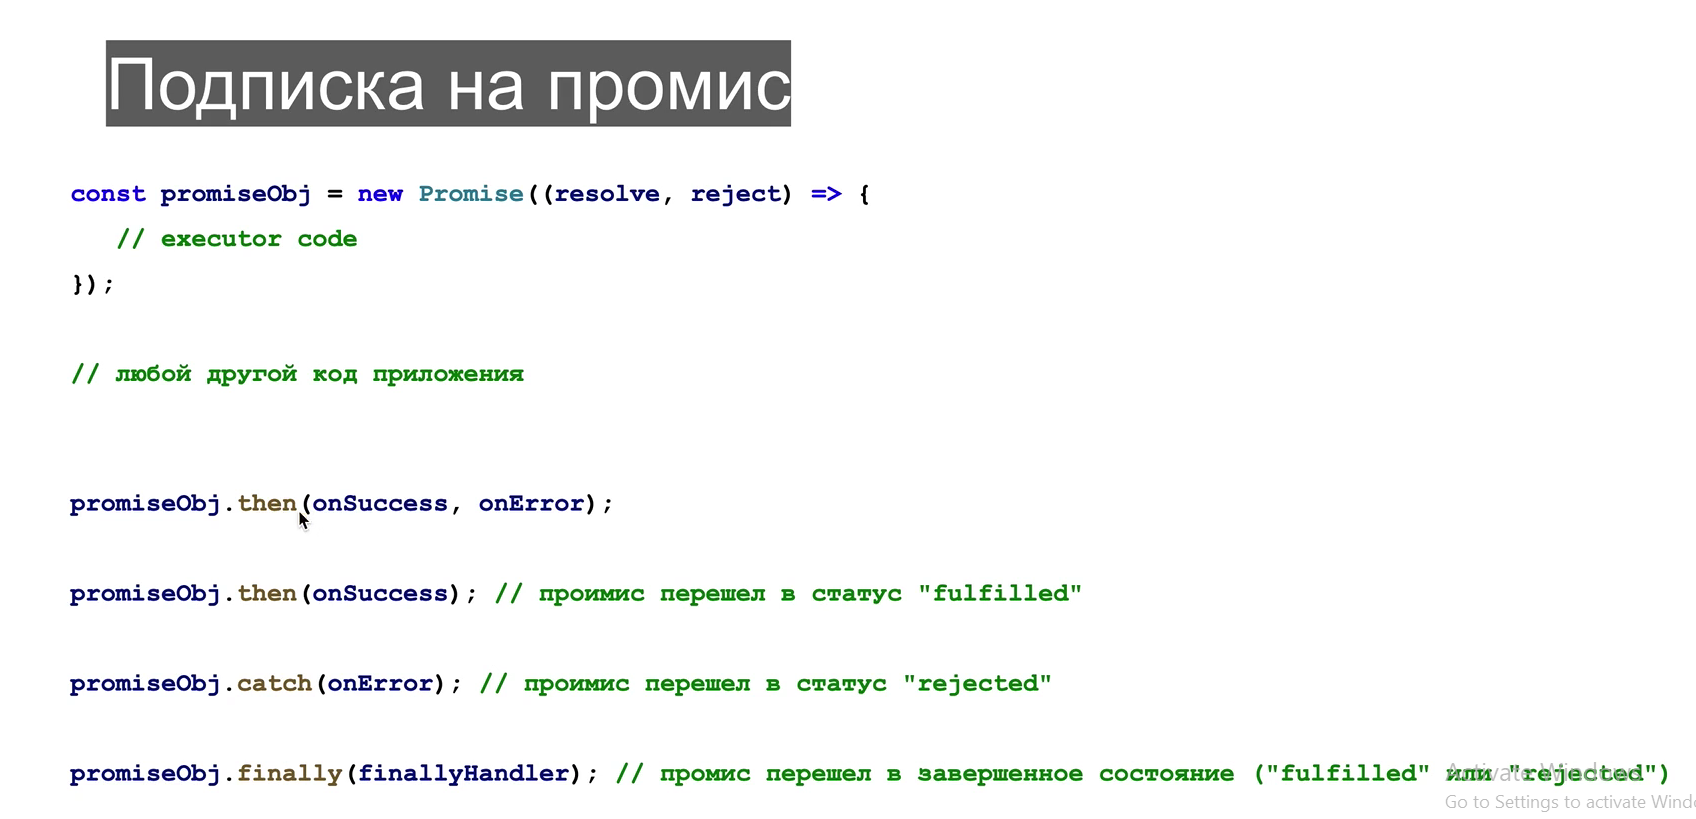 Подписка на промис
const promiseObj = new Promise((resolve, reject) => {
// executor code
});
// любой другой код приложения
promiseObj.then(onSuccess, onError);
promiseObj.then(onSuccess); // проимис перешел в статус "fulfilled"
promiseObj.catch(onError); // проимис перешел в статус "rejected"
promiseObj.finally(finallyHandler); // промис перешел в завершенное состояние ("fulfilled" или "rejected")
Activate Windows
Go to Settings to activate